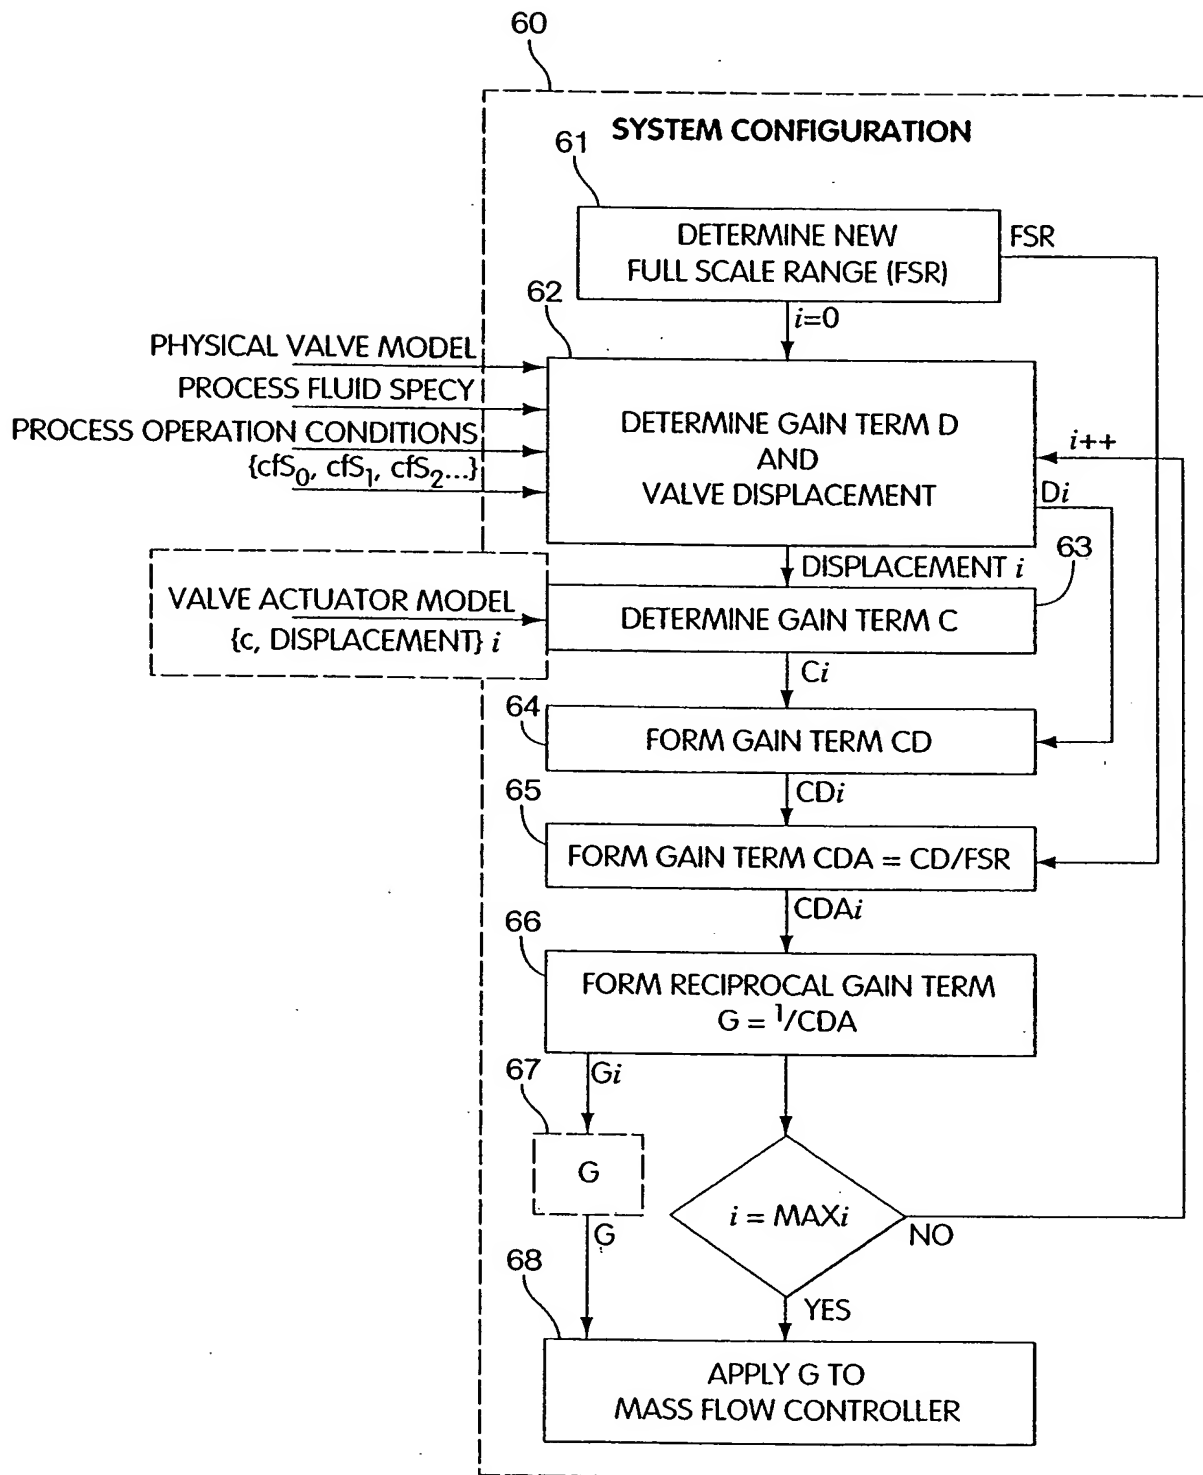 60
SYSTEM CONFIGURATION
61
DETERMINE NEW
FULL SCALE RANGE (FSR)
FSR
i=0
62
PHYSICAL VALVE MODEL
PROCESS FLUID SPECY
PROCESS OPERATION CONDITIONS
{cfS0, cfS1, cfS2...}
DETERMINE GAIN TERM D
AND
VALVE DISPLACEMENT
i++
Di
DISPLACEMENT i
63
VALVE ACTUATOR MODEL
{c, DISPLACEMENT} i
DETERMINE GAIN TERM C
Ci
64
FORM GAIN TERM CD
CDi
65
FORM GAIN TERM CDA = CD/FSR
CDAi
66
FORM RECIPROCAL GAIN TERM
G = 1/CDA
Gi
67
G
i = MAXi
NO
G
YES
68
APPLY G TO
MASS FLOW CONTROLLER